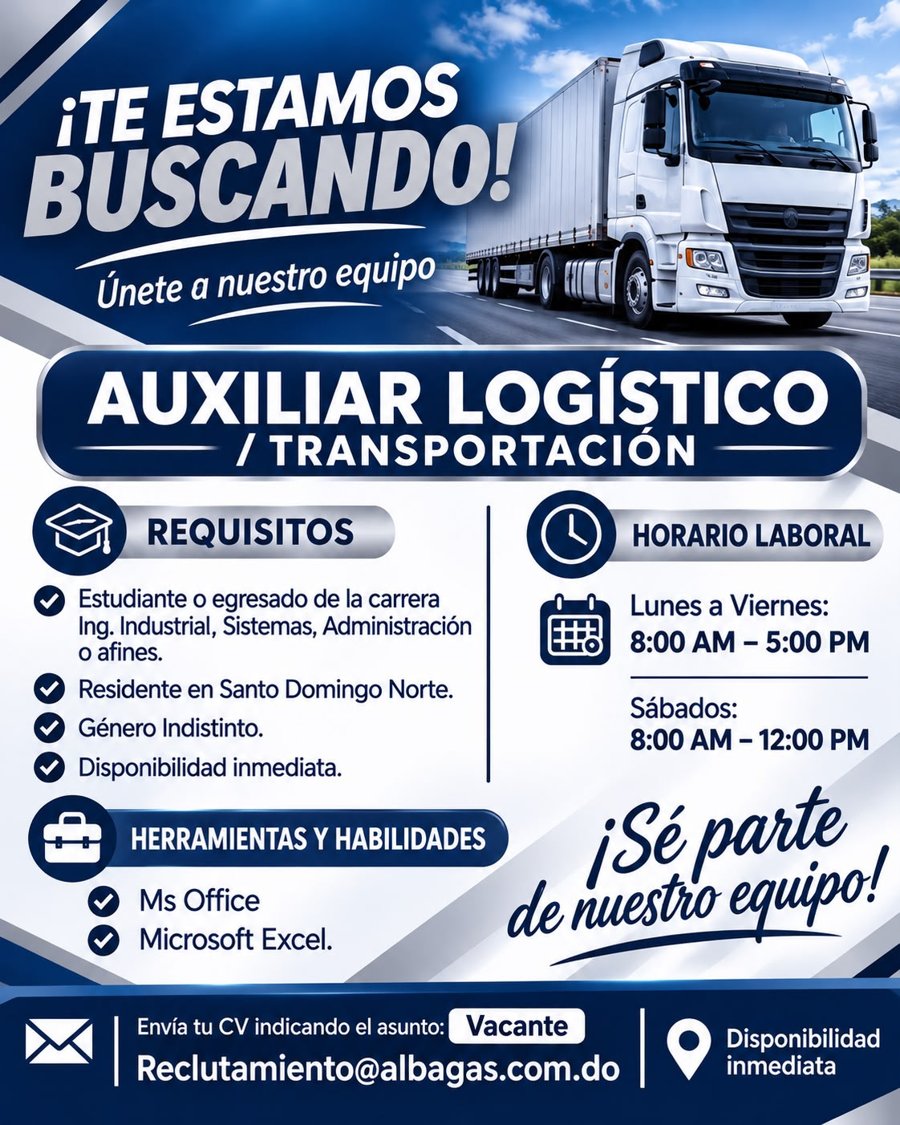 ¡TE ESTAMOS
BUSCANDO!
Únete a nuestro equipo
AUXILIAR LOGÍSTICO
/ TRANSPORTACIÓN
REQUISITOS
Estudiante o egresado de la carrera
Ing. Industrial, Sistemas, Administración
o afines.
Residente en Santo Domingo Norte.
Género Indistinto.
Disponibilidad inmediata.
HERRAMIENTAS Y HABILIDADES
Ms Office
Microsoft Excel.
HORARIO LABORAL
Lunes a Viernes:
8:00 AM – 5:00 PM
Sábados:
8:00 AM – 12:00 PM
¡Sé parte
de nuestro equipo!
Envía tu CV indicando el asunto: Vacante
Reclutamiento@albagas.com.do
Disponibilidad
inmediata